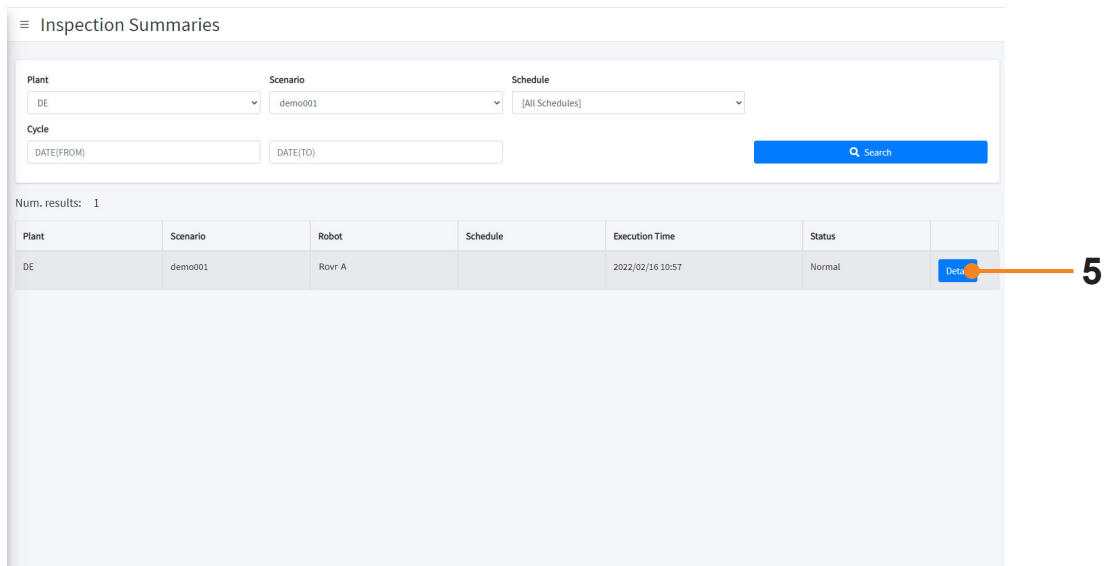 ≡ Inspection Summaries
Plant Scenario Schedule
DE demo001 [All Schedules]
Cycle
DATE(FROM) DATE(TO) Search
Num. results: 1
Plant Scenario Robot Schedule Execution Time Status
DE demo001 Rovr A 2022/02/16 10:57 Normal
5